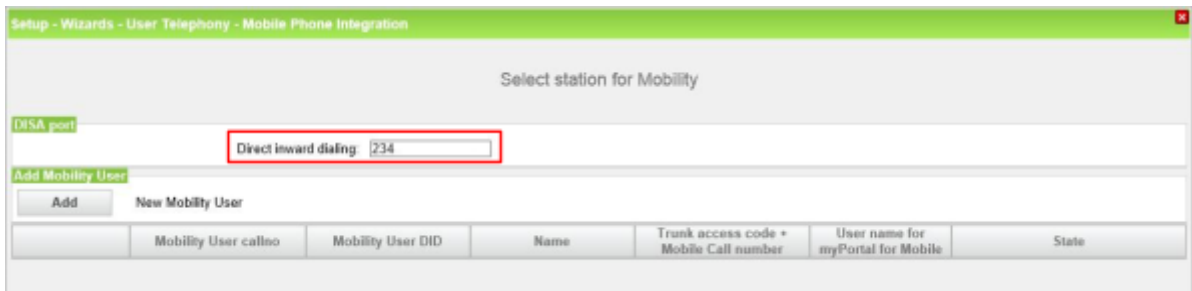 Setup - Wizards - User Telephony - Mobile Phone Integration
Select station for Mobility
DISA port
Direct inward dialing: 234
Add Mobility User
Add New Mobility User
Mobility User callno Mobility User DID Name Trunk access code + Mobile Call number User name for myPortal for Mobile State